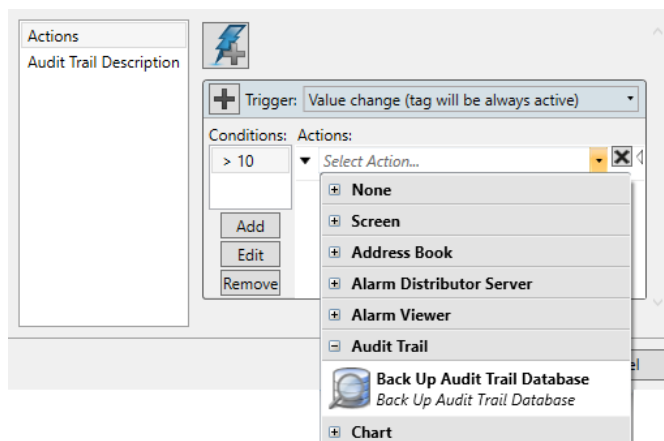 Actions
Audit Trail Description
Trigger: Value change (tag will be always active)
Conditions: Actions:
> 10
Select Action...
None
Screen
Add
Address Book
Edit
Alarm Distributor Server
Remove
Alarm Viewer
Audit Trail
Back Up Audit Trail Database
Back Up Audit Trail Database
Chart